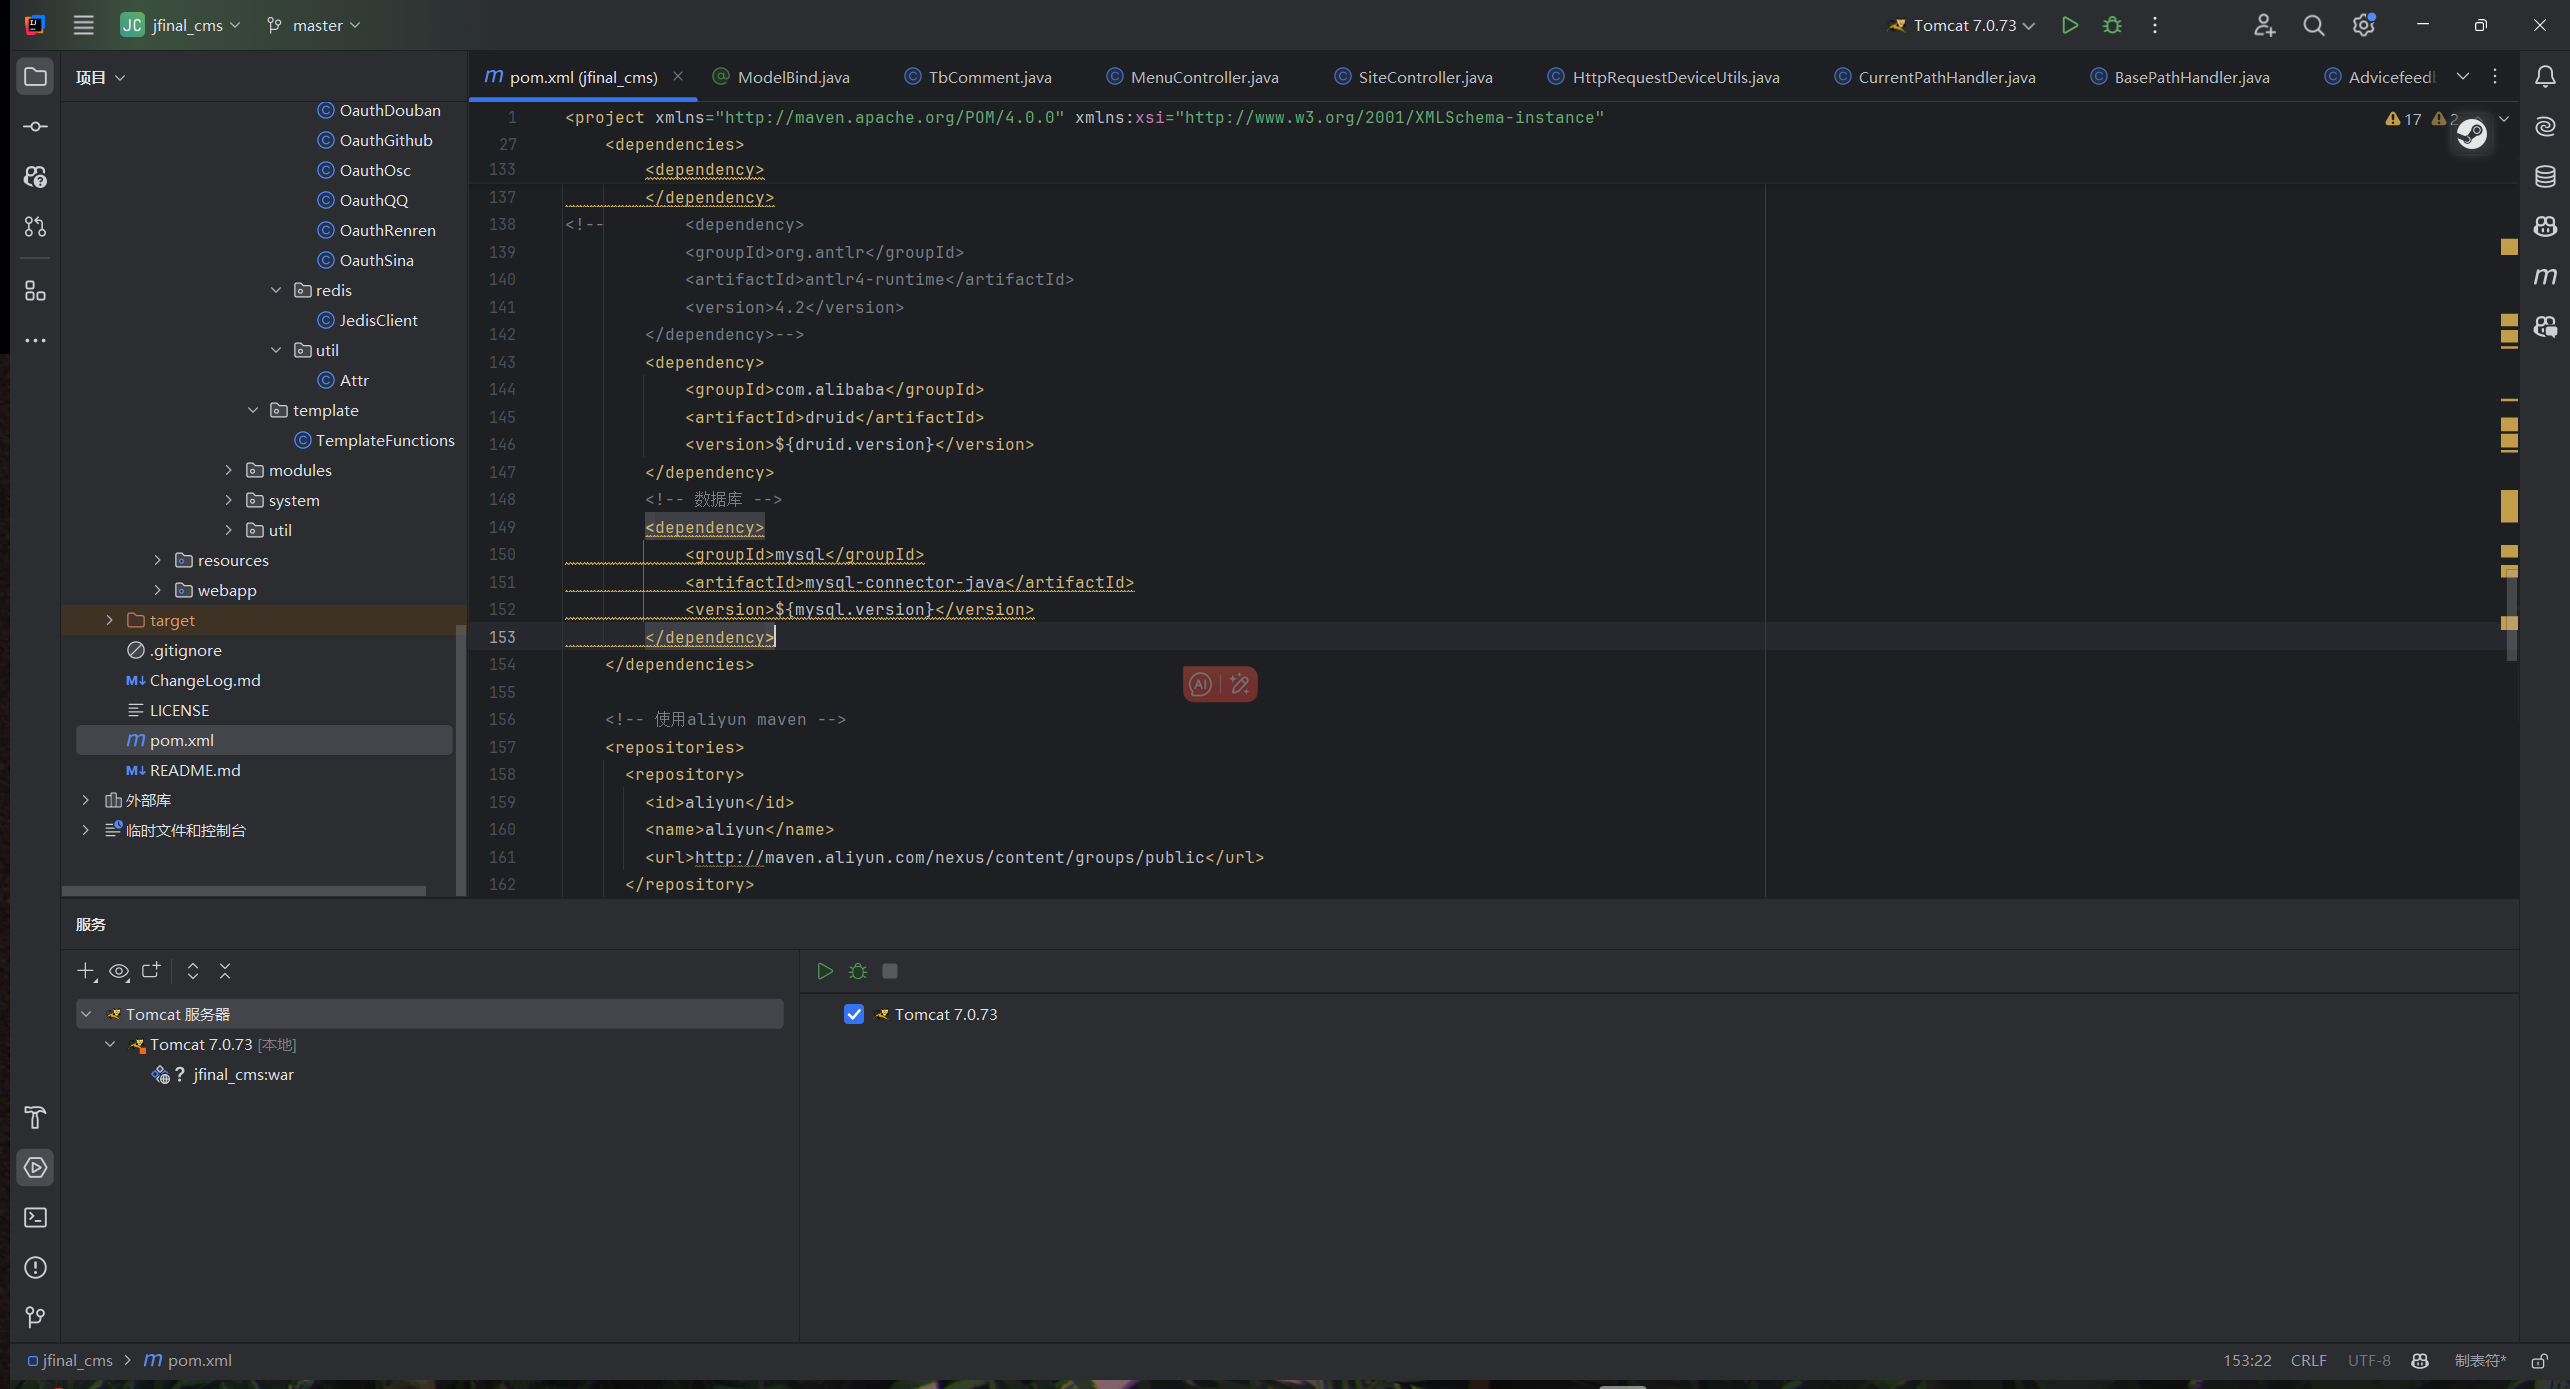 JC jfinal_cms master Tomcat 7.0.73
项目
pom.xml (jfinal_cms) ModelBind.java TbComment.java MenuController.java SiteController.java HttpRequestDeviceUtils.java CurrentPathHandler.java BasePathHandler.java Advicefeed
OauthDouban
OauthGithub
OauthOsc
OauthQQ
OauthRenren
OauthSina
redis
JedisClient
util
Attr
template
TemplateFunctions
modules
system
util
resources
webapp
target
.gitignore
ChangeLog.md
LICENSE
pom.xml
README.md
外部库
临时文件和控制台
17 2
1 <project xmlns="http://maven.apache.org/POM/4.0.0" xmlns:xsi="http://www.w3.org/2001/XMLSchema-instance"
27 <dependencies>
133 <dependency>
137 </dependency>
138 <!-- <dependency>
139 <groupId>org.antlr</groupId>
140 <artifactId>antlr4-runtime</artifactId>
141 <version>4.2</version>
142 </dependency>-->
143 <dependency>
144 <groupId>com.alibaba</groupId>
145 <artifactId>druid</artifactId>
146 <version>${druid.version}</version>
147 </dependency>
148 <!-- 数据库 -->
149 <dependency>
150 <groupId>mysql</groupId>
151 <artifactId>mysql-connector-java</artifactId>
152 <version>${mysql.version}</version>
153 </dependency>
154 </dependencies>
155
156 <!-- 使用aliyun maven -->
157 <repositories>
158 <repository>
159 <id>aliyun</id>
160 <name>aliyun</name>
161 <url>http://maven.aliyun.com/nexus/content/groups/public</url>
162 </repository>
AI
服务
Tomcat 服务器
Tomcat 7.0.73 [本地]
? jfinal_cms:war
Tomcat 7.0.73
jfinal_cms > pom.xml
153:22 CRLF UTF-8 制表符*